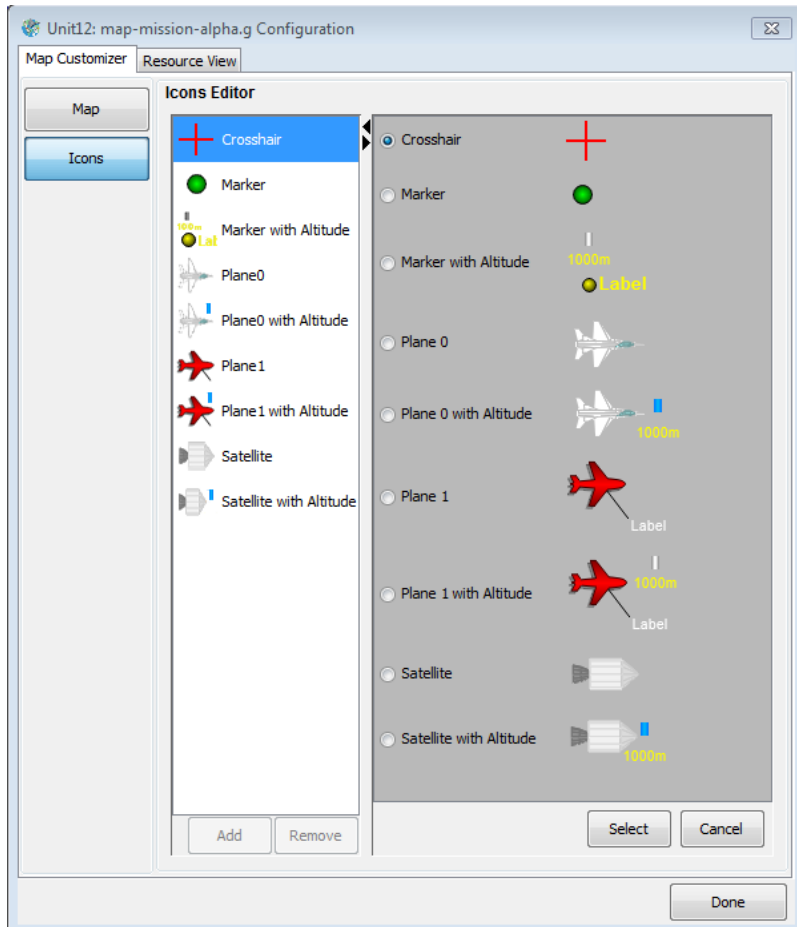 Unit12: map-mission-alpha.g Configuration
Map Customizer
Resource View
Map
Icons
Icons Editor
Crosshair
Marker
100m
Lat
Marker with Altitude
Plane0
Plane0 with Altitude
Plane1
Plane1 with Altitude
Satellite
Satellite with Altitude
Add
Remove
Crosshair
Marker
Marker with Altitude
1000m
Label
Plane 0
Plane 0 with Altitude
1000m
Plane 1
Label
Plane 1 with Altitude
1000m
Label
Satellite
Satellite with Altitude
1000m
Select
Cancel
Done